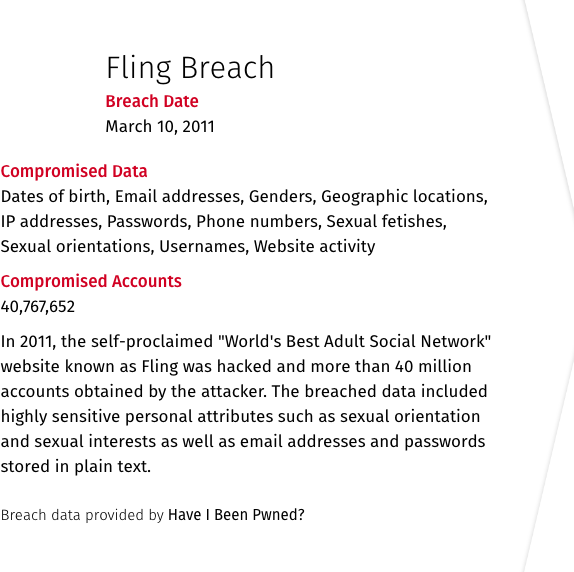 Fling Breach
Breach Date
March 10, 2011
Compromised Data
Dates of birth, Email addresses, Genders, Geographic locations,
IP addresses, Passwords, Phone numbers, Sexual fetishes,
Sexual orientations, Usernames, Website activity
Compromised Accounts
40,767,652
In 2011, the self-proclaimed "World's Best Adult Social Network"
website known as Fling was hacked and more than 40 million
accounts obtained by the attacker. The breached data included
highly sensitive personal attributes such as sexual orientation
and sexual interests as well as email addresses and passwords
stored in plain text.
Breach data provided by Have I Been Pwned?